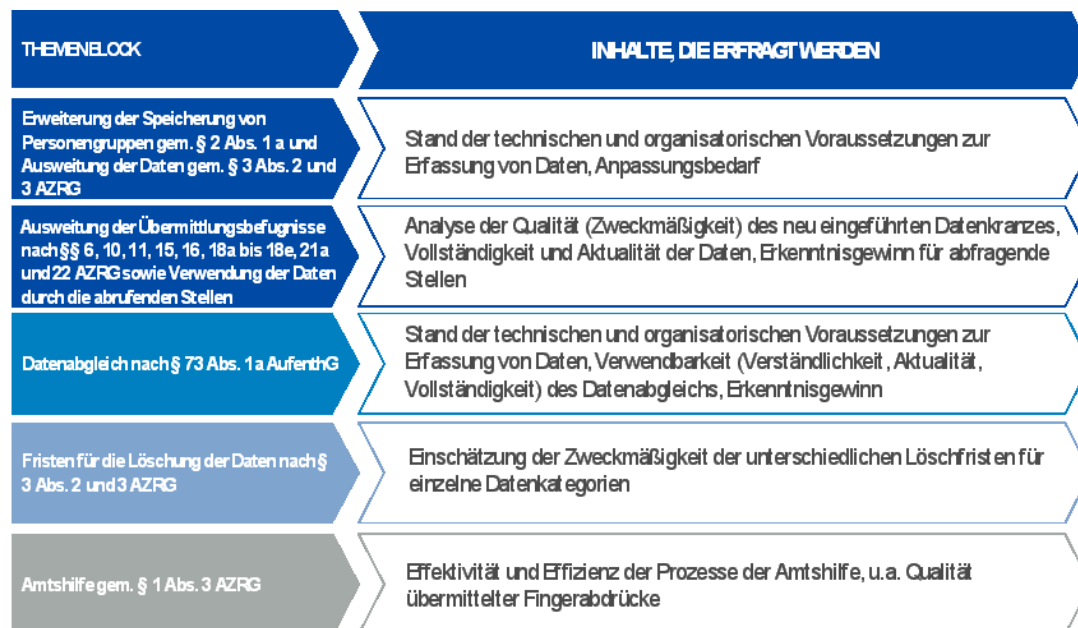 THEMENBLOCK
INHALTE, DIE ERFRAGT WERDEN
Erweiterung der Speicherung von
Personengruppen gem. § 2 Abs. 1 a und
Ausweitung der Daten gem. § 3 Abs. 2 und
3 AZRG
Stand der technischen und organisatorischen Voraussetzungen zur
Erfassung von Daten, Anpassungsbedarf
Ausweitung der Übermittlungsbefugnisse
nach §§ 6, 10, 11, 15, 16, 18a bis 18e, 21a
und 22 AZRG sowie Verwendung der Daten
durch die abrufenden Stellen
Analyse der Qualität (Zweckmäßigkeit) des neu eingeführten Datenkranzes,
Vollständigkeit und Aktualität der Daten, Erkenntnisgewinn für abfragende
Stellen
Datenabgleich nach § 73 Abs. 1a AufenthG
Stand der technischen und organisatorischen Voraussetzungen zur
Erfassung von Daten, Verwendbarkeit (Verständlichkeit, Aktualität,
Vollständigkeit) des Datenabgleichs, Erkenntnisgewinn
Fristen für die Löschung der Daten nach §
3 Abs. 2 und 3 AZRG
Einschätzung der Zweckmäßigkeit der unterschiedlichen Löschfristen für
einzelne Datenkategorien
Amtshilfe gem. § 1 Abs. 3 AZRG
Effektivität und Effizienz der Prozesse der Amtshilfe, u.a. Qualität
übermittelter Fingerabdrücke